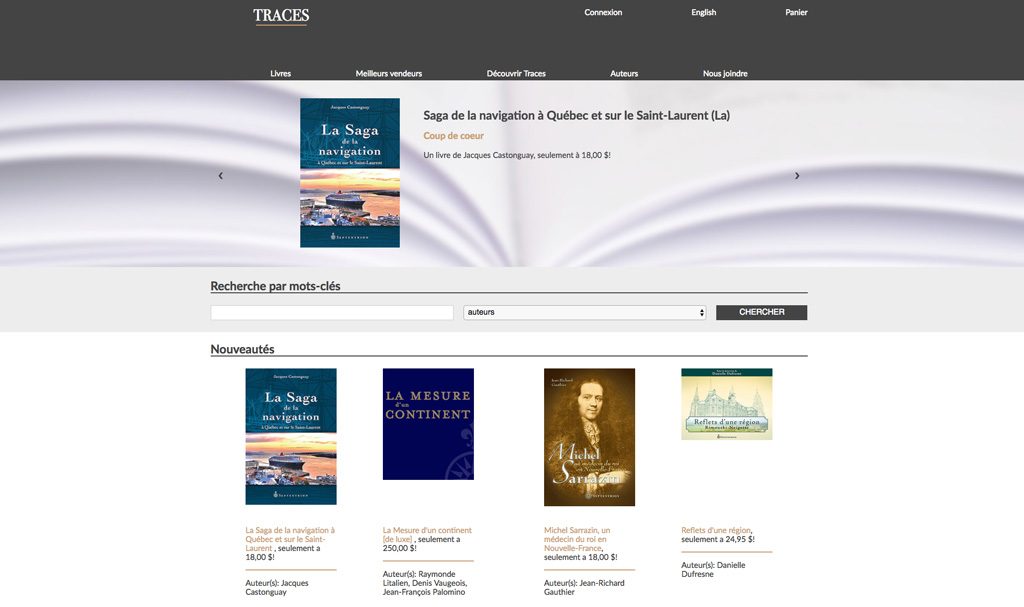 TRACES
Connexion
English
Panier
Livres
Meilleurs vendeurs
Découvrir Traces
Auteurs
Nous joindre
Jacques Castonguay
La Saga
de la
navigation
à Québec et sur le Saint-Laurent
SEPTENTRION
Saga de la navigation à Québec et sur le Saint-Laurent (La)
Coup de coeur
Un livre de Jacques Castonguay, seulement à 18,00 $!
‹
›
Recherche par mots-clés
auteurs
CHERCHER
Nouveautés
Jacques Castonguay
La Saga
de la
navigation
à Québec et sur le Saint-Laurent
SEPTENTRION
LA MESURE
d'un
CONTINENT
Jean-Richard
Gauthier
Michel
Sarrazin
un médecin du roi
en Nouvelle-France
SEPTENTRION
Danielle Dufresne
Reflets d'une région
SEPTENTRION
La Saga de la navigation à
Québec et sur le Saint-
Laurent , seulement a
18,00 $!
Auteur(s): Jacques
Castonguay
La Mesure d'un continent
[de luxe] , seulement a
250,00 $!
Auteur(s): Raymonde
Litalien, Denis Vaugeois,
Jean-François Palomino
Michel Sarrazin, un
médecin du roi en
Nouvelle-France,
seulement a 18,00 $!
Auteur(s): Jean-Richard
Gauthier
Reflets d'une région,
seulement a 24,95 $!
Auteur(s): Danielle
Dufresne